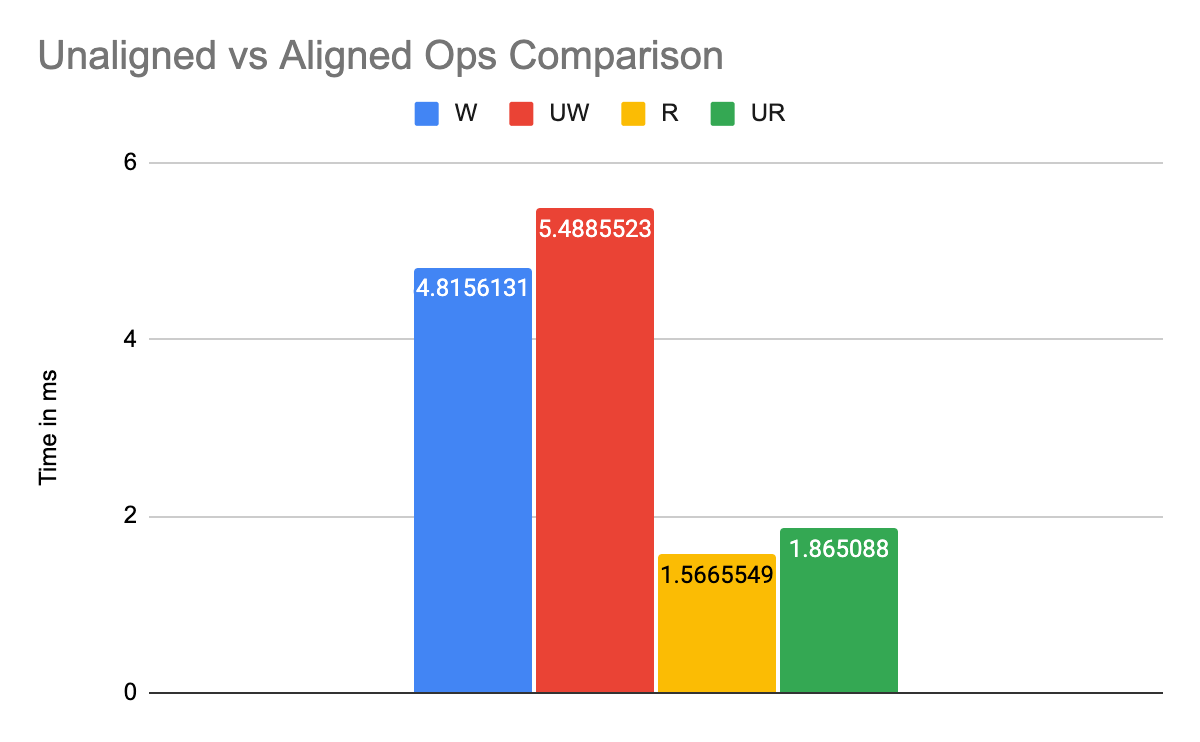 Unaligned vs Aligned Ops Comparison
W UW R UR
6
5.4885523
4.8156131
4
Time in ms
2
1.865088
1.5665549
0